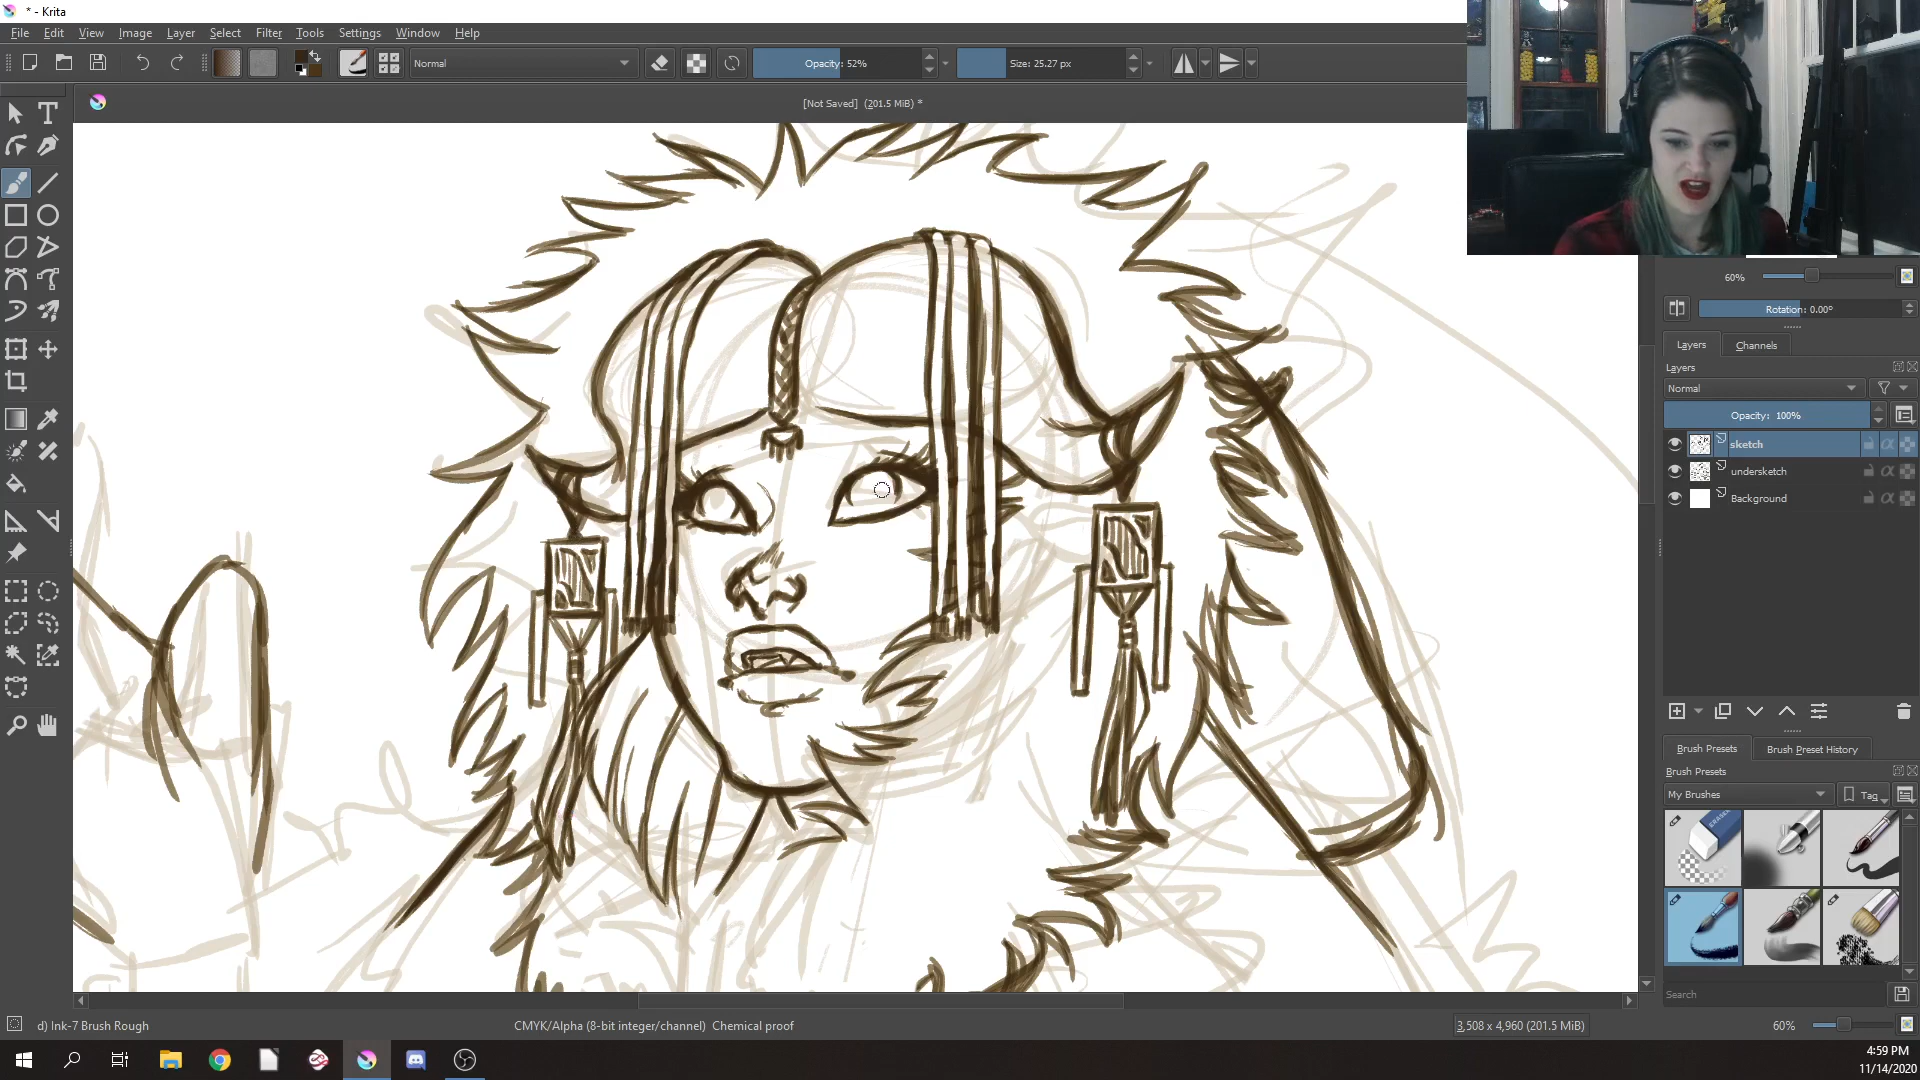 * - Krita
File Edit View Image Layer Select Filter Tools Settings Window Help
Normal Opacity: 52% Size: 25.27 px
[Not Saved] (201.5 MiB) *
60%
Rotation: 0.00°
Layers Channels
Layers
Normal
Opacity: 100%
sketch
undersketch
Background
Brush Presets Brush Preset History
Brush Presets
My Brushes Tag
ERASER
Search
d) Ink-7 Brush Rough CMYK/Alpha (8-bit integer/channel) Chemical proof 3,508 x 4,960 (201.5 MiB) 60%
4:59 PM
11/14/2020